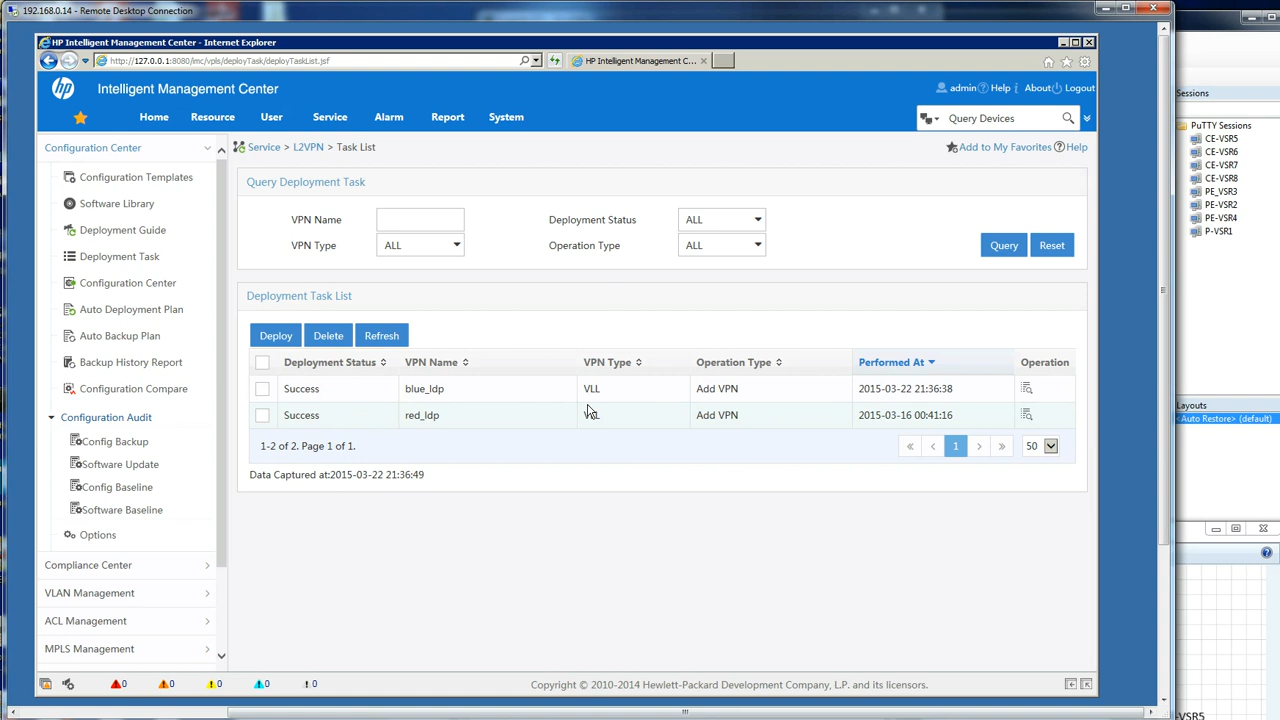 192.168.0.14 - Remote Desktop Connection
HP Intelligent Management Center - Internet Explorer
http://127.0.0.1:8080/imc/vpls/deployTask/deployTaskList.jsf
HP Intelligent Management C...
hp
Intelligent Management Center
admin
Help
About
Logout
Home
Resource
User
Service
Alarm
Report
System
Query Devices
Configuration Center
Configuration Templates
Software Library
Deployment Guide
Deployment Task
Configuration Center
Auto Deployment Plan
Auto Backup Plan
Backup History Report
Configuration Compare
Configuration Audit
Config Backup
Software Update
Config Baseline
Software Baseline
Options
Compliance Center
VLAN Management
ACL Management
MPLS Management
Service > L2VPN > Task List
Add to My Favorites
Help
Query Deployment Task
VPN Name
Deployment Status
ALL
VPN Type
ALL
Operation Type
ALL
Query
Reset
Deployment Task List
Deploy
Delete
Refresh
Deployment Status VPN Name VPN Type Operation Type Performed At Operation
Success blue_ldp VLL Add VPN 2015-03-22 21:36:38
Success red_ldp Add VPN 2015-03-16 00:41:16
1-2 of 2. Page 1 of 1.
« ‹ 1 › »
50
Data Captured at:2015-03-22 21:36:49
0 0 0 0 0
Copyright © 2010-2014 Hewlett-Packard Development Company, L.P. and its licensors.
Sessions
PuTTY Sessions
CE-VSR5
CE-VSR6
CE-VSR7
CE-VSR8
PE_VSR3
PE-VSR2
PE-VSR4
P-VSR1
Layouts
<Auto Restore> (default)
-VSR5